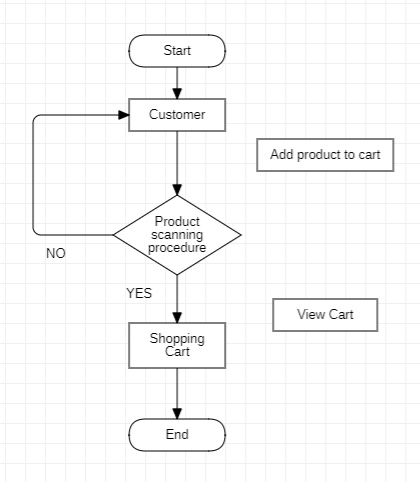 Start
Customer
Add product to cart
Product
scanning
procedure
NO
YES
View Cart
Shopping
Cart
End